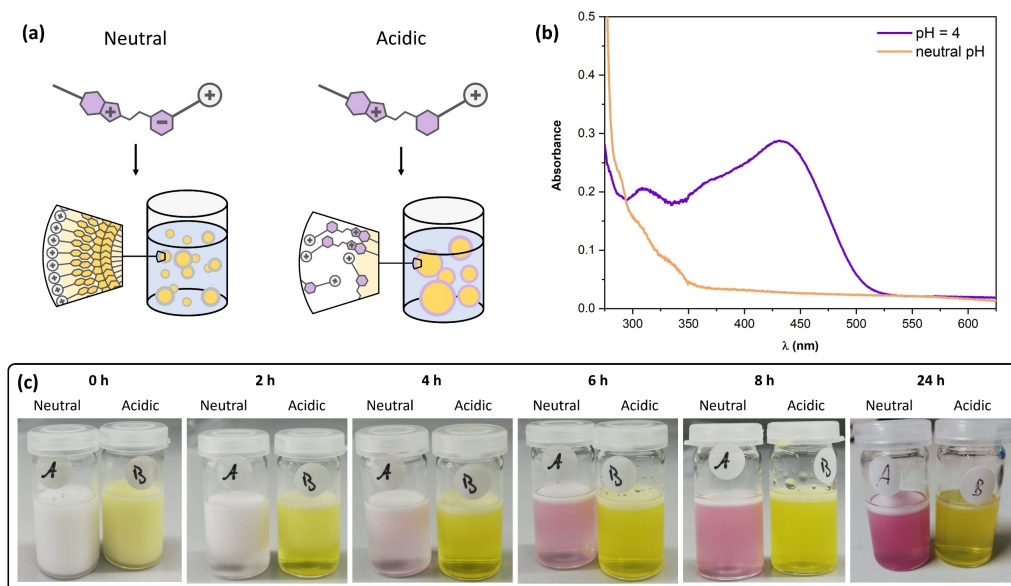 (a)
Neutral
Acidic
+
+
−
+
+
(b)
Absorbance
0.5
0.4
0.3
0.2
0.1
0.0
pH = 4
neutral pH
275
300
350
400
450
500
550
600
λ (nm)
(c)
0 h
2 h
4 h
6 h
8 h
24 h
Neutral
Acidic
Neutral
Acidic
Neutral
Acidic
Neutral
Acidic
Neutral
Acidic
Neutral
Acidic
A
B
A
B
A
B
A
B
A
B
A
B